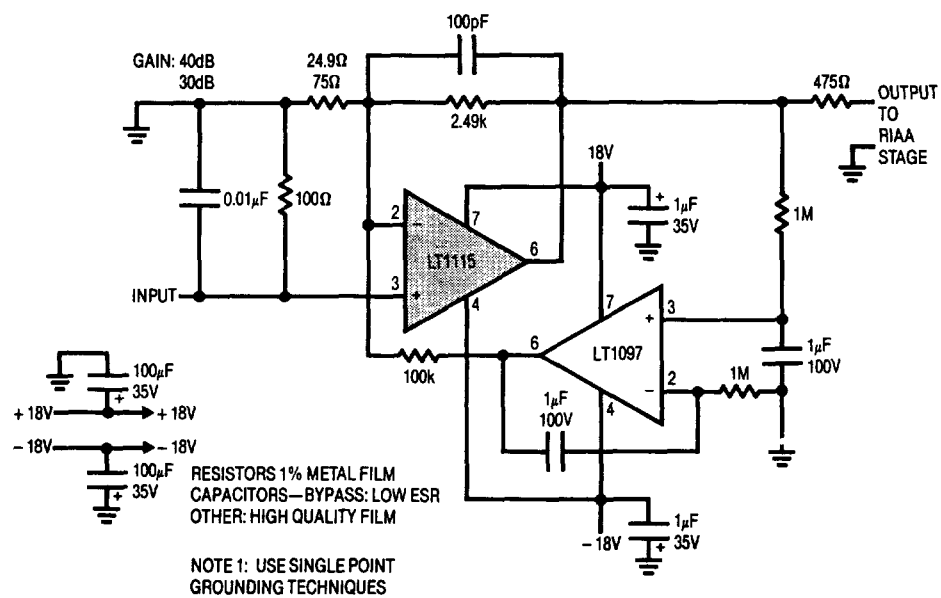 100pF
GAIN: 40dB
30dB
24.9Ω
75Ω
2.49k
475Ω
OUTPUT
TO
RIAA
STAGE
18V
0.01µF
100Ω
+
1µF
35V
1M
2
−
7
LT1115
6
3
+
4
INPUT
7
+
3
6
LT1097
1µF
100V
100k
−
2
1M
4
1µF
100V
100µF
35V
+
+ 18V
+ 18V
− 18V
− 18V
100µF
35V
+
RESISTORS 1% METAL FILM
CAPACITORS—BYPASS: LOW ESR
OTHER: HIGH QUALITY FILM
− 18V
1µF
35V
+
NOTE 1: USE SINGLE POINT
GROUNDING TECHNIQUES